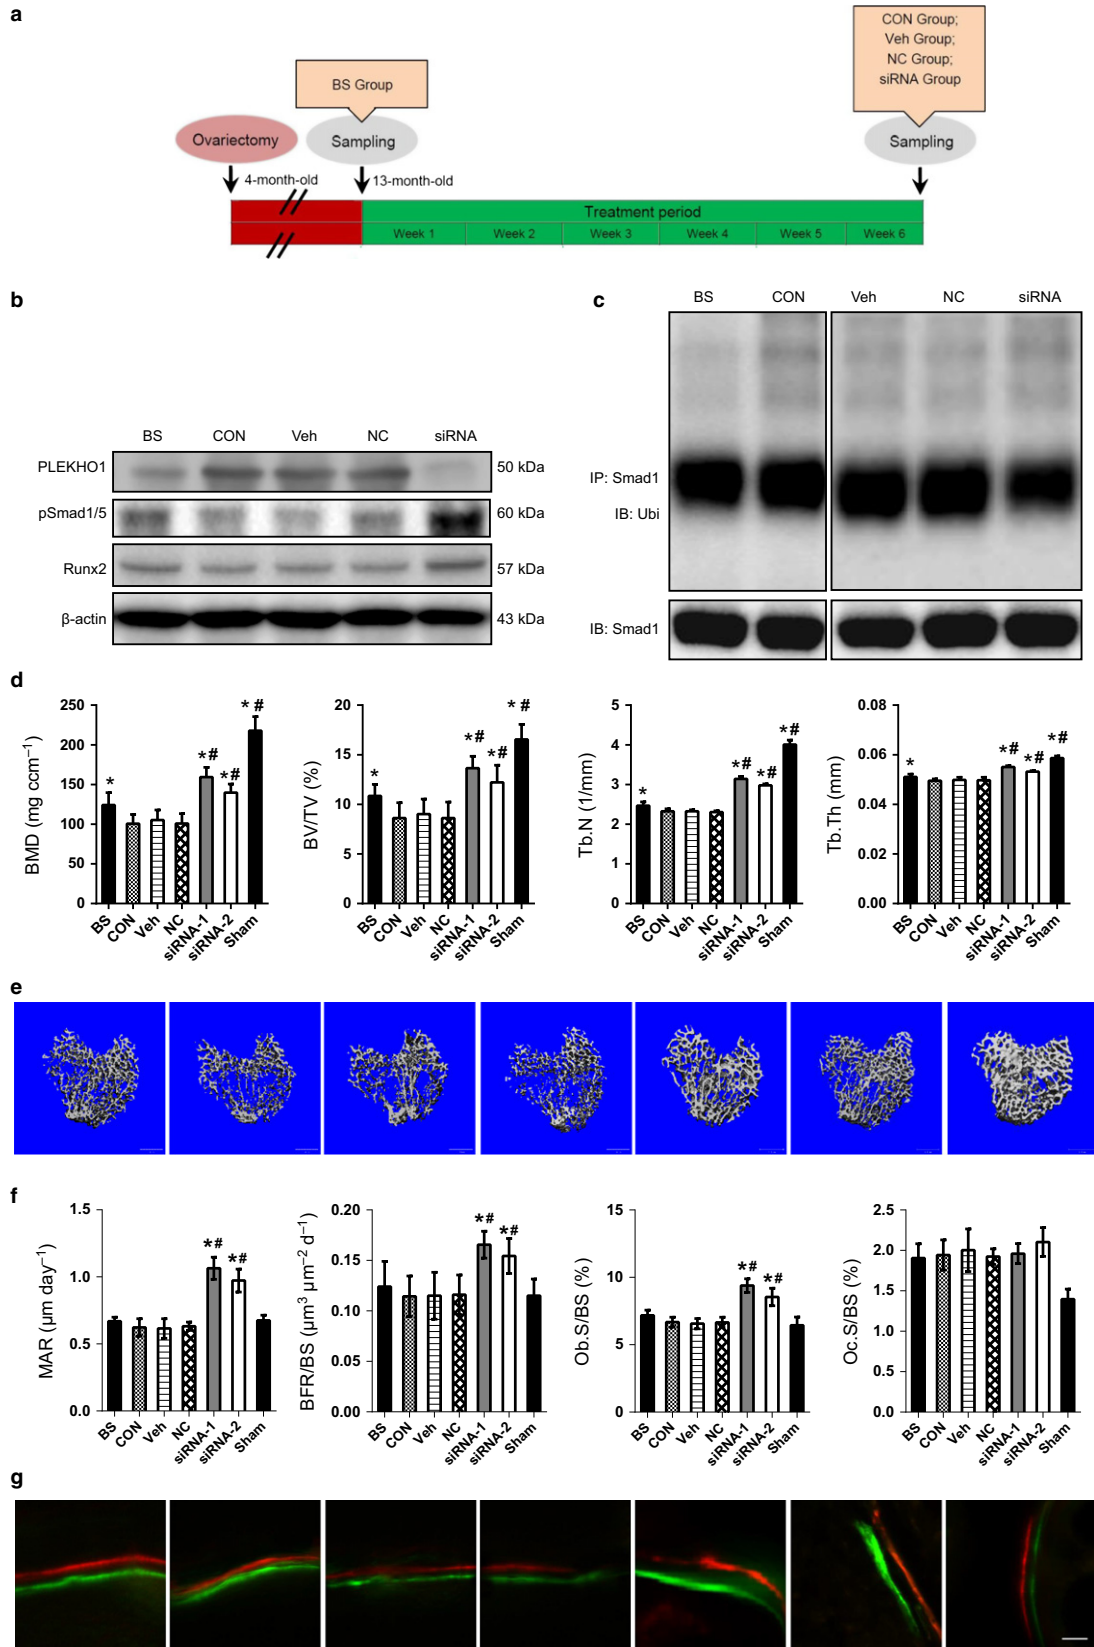 a
CON Group;
Veh Group;
NC Group;
siRNA Group
BS Group
Ovariectomy
Sampling
Sampling
4-month-old
13-month-old
Treatment period
Week 1 Week 2 Week 3 Week 4 Week 5 Week 6
b
BS CON Veh NC siRNA
PLEKHO1 50 kDa
pSmad1/5 60 kDa
Runx2 57 kDa
β-actin 43 kDa
c
BS CON Veh NC siRNA
IP: Smad1
IB: Ubi
IB: Smad1
d
BMD (mg ccm⁻¹)
250
200
150
100
50
0
* *# *# * #
BS CON Veh NC siRNA-1 siRNA-2 Sham
BV/TV (%)
20
15
10
5
0
* *# *# * #
BS CON Veh NC siRNA-1 siRNA-2 Sham
Tb.N (1/mm)
5
4
3
2
1
0
* *# *# *#
BS CON Veh NC siRNA-1 siRNA-2 Sham
Tb.Th (mm)
0.08
0.06
0.04
0.02
0.00
* *# *# *#
BS CON Veh NC siRNA-1 siRNA-2 Sham
e
f
MAR (µm day⁻¹)
1.5
1.0
0.5
0.0
*# *#
BS CON Veh NC siRNA-1 siRNA-2 Sham
BFR/BS (µm³ µm⁻² d⁻¹)
0.20
0.15
0.10
0.05
0.00
*# *#
BS CON Veh NC siRNA-1 siRNA-2 Sham
Ob.S/BS (%)
15
10
5
0
*# *#
BS CON Veh NC siRNA-1 siRNA-2 Sham
Oc.S/BS (%)
2.5
2.0
1.5
1.0
0.5
0.0
BS CON Veh NC siRNA-1 siRNA-2 Sham
g